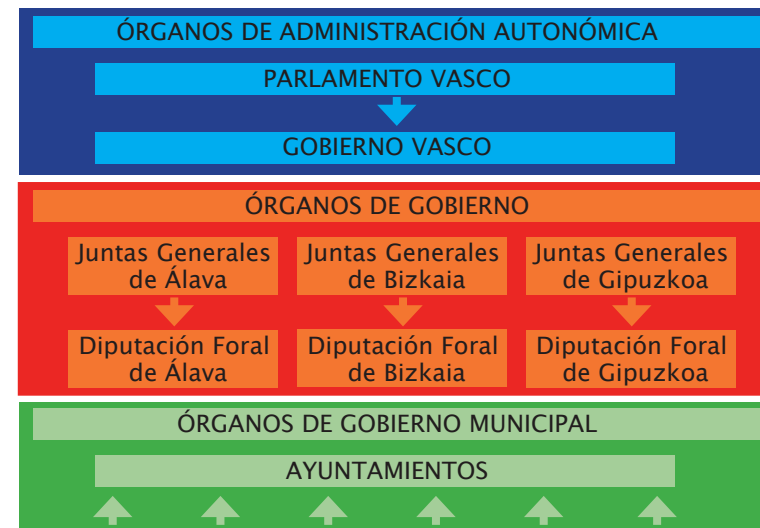 ÓRGANOS DE ADMINISTRACIÓN AUTONÓMICA
PARLAMENTO VASCO
GOBIERNO VASCO
ÓRGANOS DE GOBIERNO
Juntas Generales
de Álava
Juntas Generales
de Bizkaia
Juntas Generales
de Gipuzkoa
Diputación Foral
de Álava
Diputación Foral
de Bizkaia
Diputación Foral
de Gipuzkoa
ÓRGANOS DE GOBIERNO MUNICIPAL
AYUNTAMIENTOS